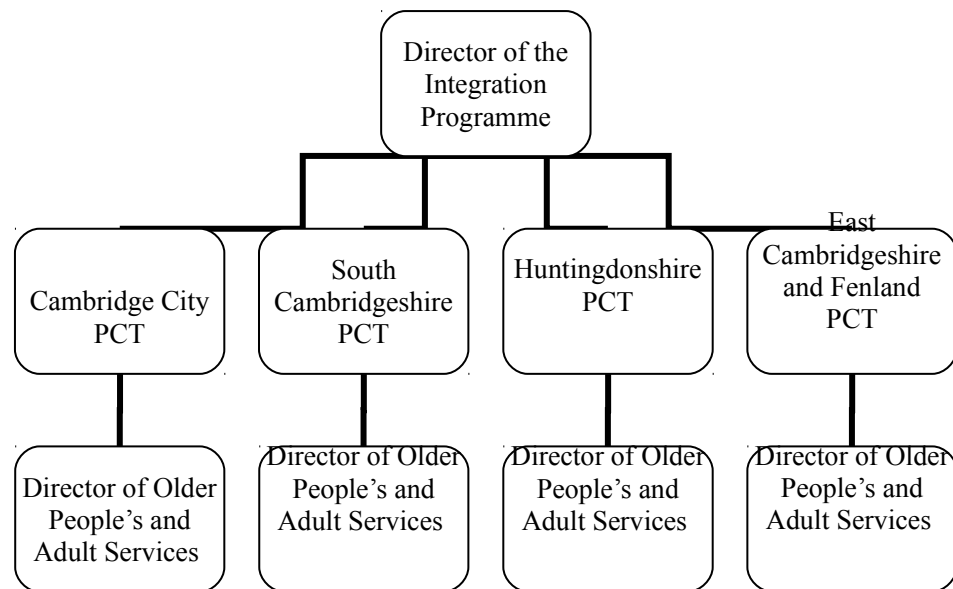 Director of the
Integration
Programme
Cambridge City
PCT
South
Cambridgeshire
PCT
Huntingdonshire
PCT
East
Cambridgeshire
and Fenland
PCT
Director of Older
People's and
Adult Services
Director of Older
People's and
Adult Services
Director of Older
People's and
Adult Services
Director of Older
People's and
Adult Services